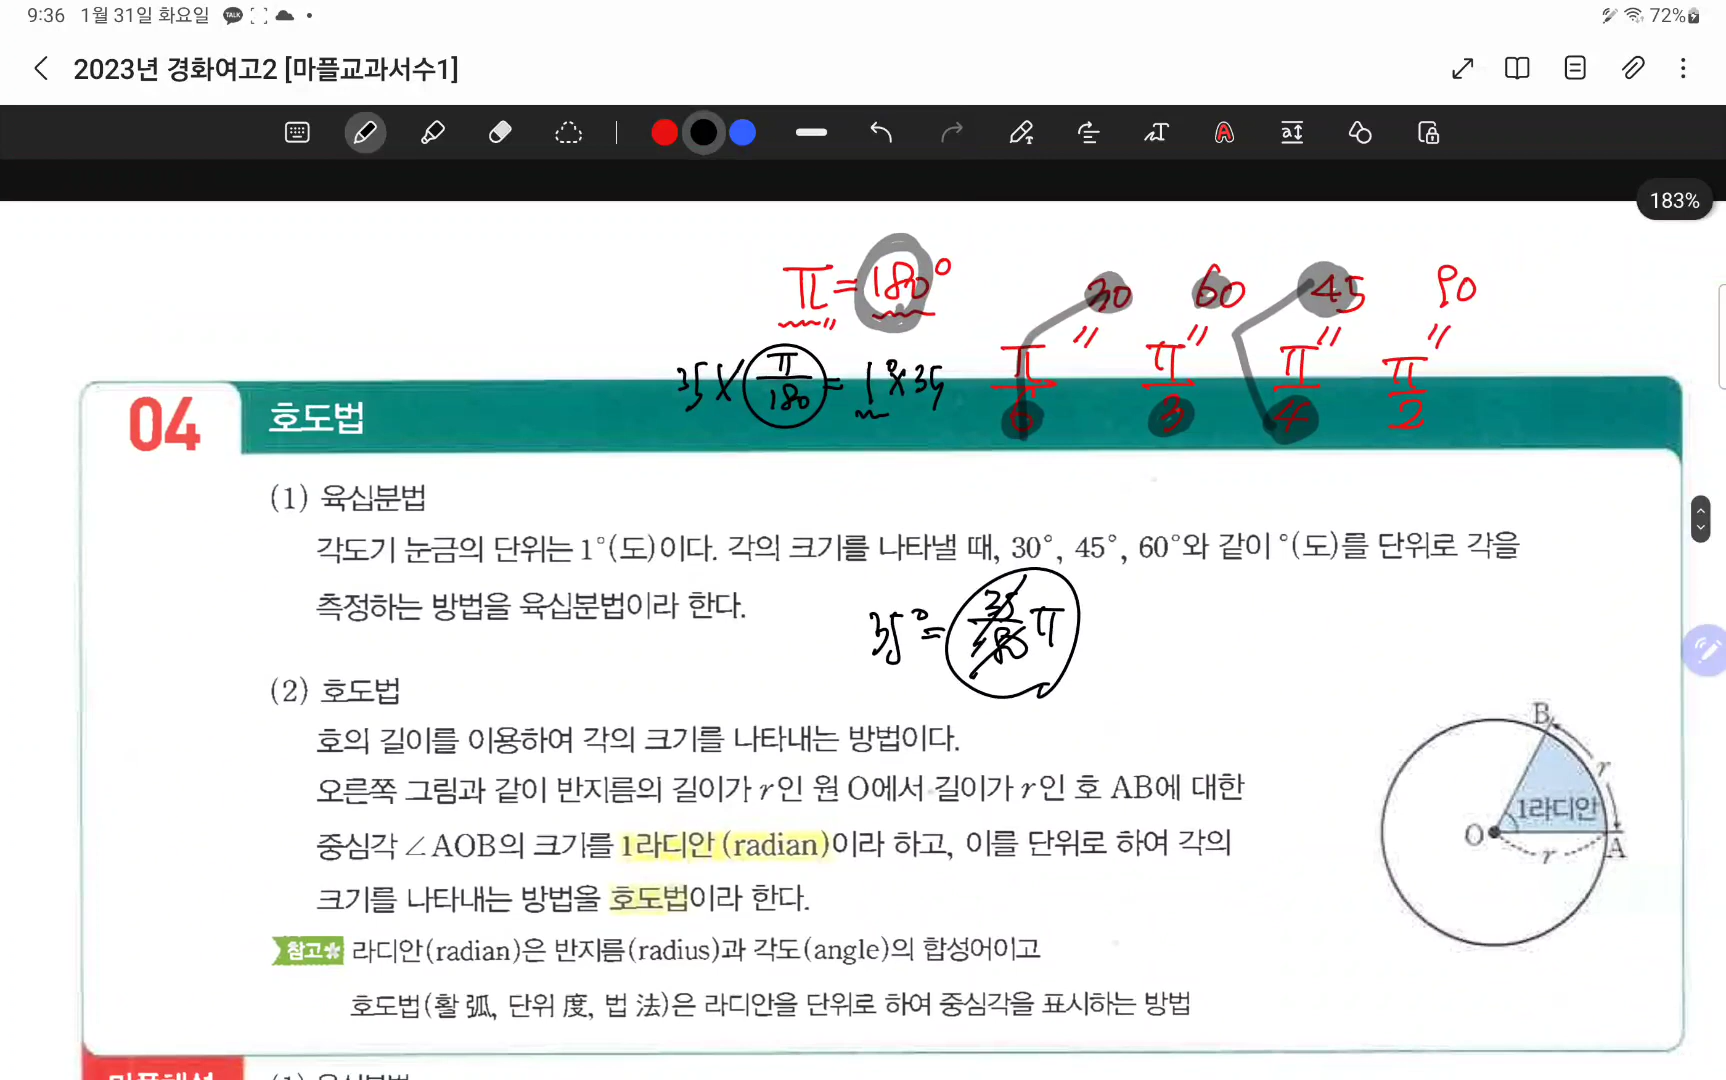 9:36 1월 31일 화요일 TALK
72%
2023년 경화여고2 [마플교과서수1]
183%
π = 180° 30 60 45 90
35 × π/180 = 1° × 35 π/6 π/3 π/4 π/2
04 호도법
(1) 육십분법
각도기 눈금의 단위는 1°(도)이다. 각의 크기를 나타낼 때, 30°, 45°, 60°와 같이 °(도)를 단위로 각을
측정하는 방법을 육십분법이라 한다.
35° = 35/180 π
(2) 호도법
호의 길이를 이용하여 각의 크기를 나타내는 방법이다.
오른쪽 그림과 같이 반지름의 길이가 r인 원 O에서 길이가 r인 호 AB에 대한
중심각 ∠AOB의 크기를 1라디안(radian)이라 하고, 이를 단위로 하여 각의
크기를 나타내는 방법을 호도법이라 한다.
B
r
1라디안
O r A
참고 라디안(radian)은 반지름(radius)과 각도(angle)의 합성어이고
호도법(활 弧, 단위 度, 법 法)은 라디안을 단위로 하여 중심각을 표시하는 방법